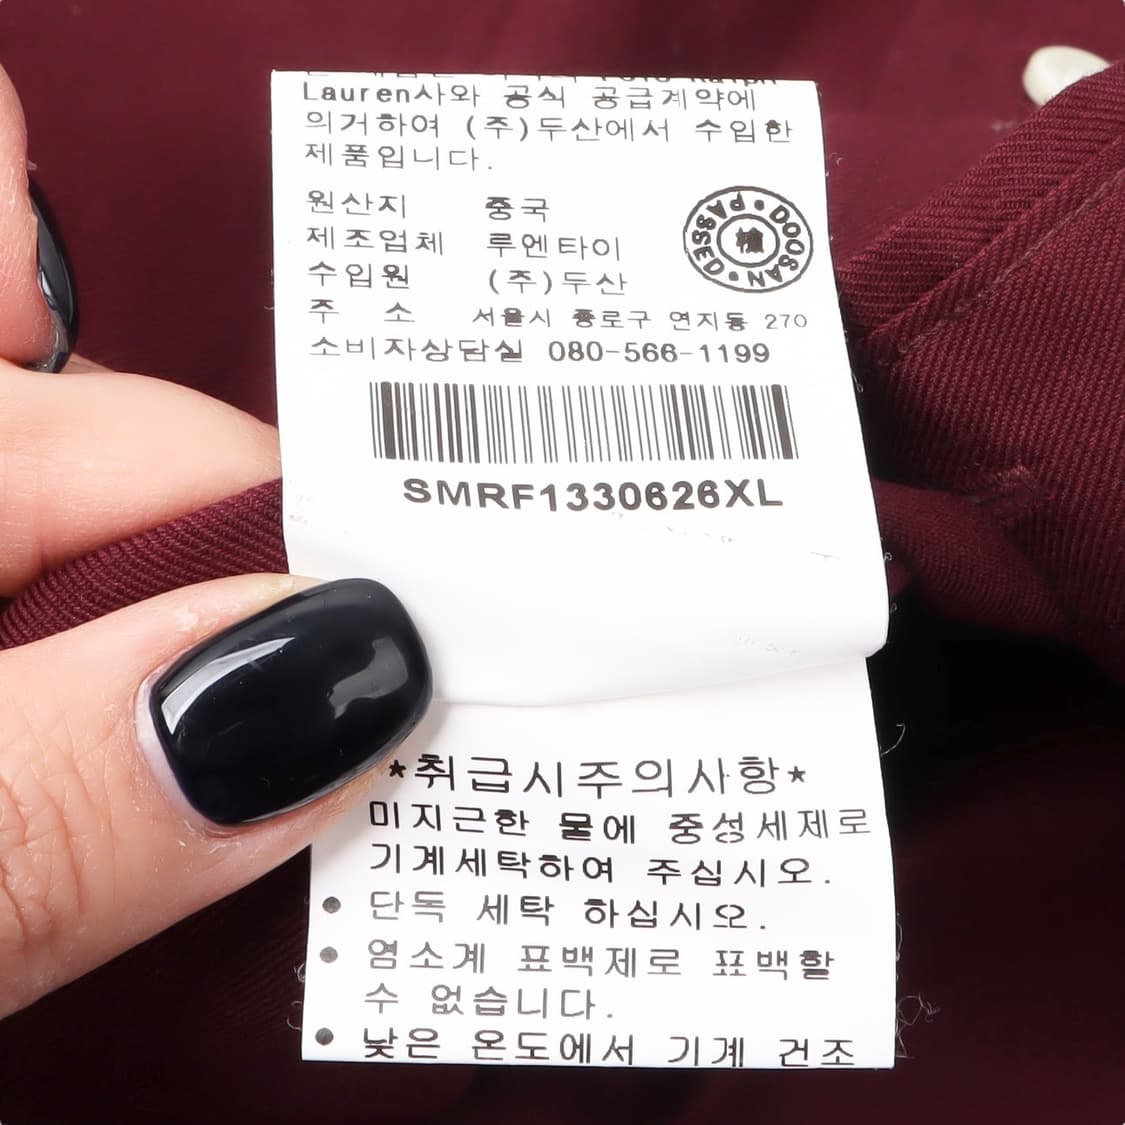 Ralph
Lauren사와 공식 공급계약에
의거하여 (주)두산에서 수입한
제품입니다.
원산지 중국
제조업체 루엔타이
수입원 (주)두산
주 소 서울시 종로구 연지동 270
소비자상담실 080-566-1199
DOOSAN • PASSED •
檢
SMRF1330626XL
*취급시주의사항*
미지근한 물에 중성세제로
기계세탁하여 주십시오.
• 단독 세탁 하십시오.
• 염소계 표백제로 표백할
수 없습니다.
• 낮은 온도에서 기계 건조